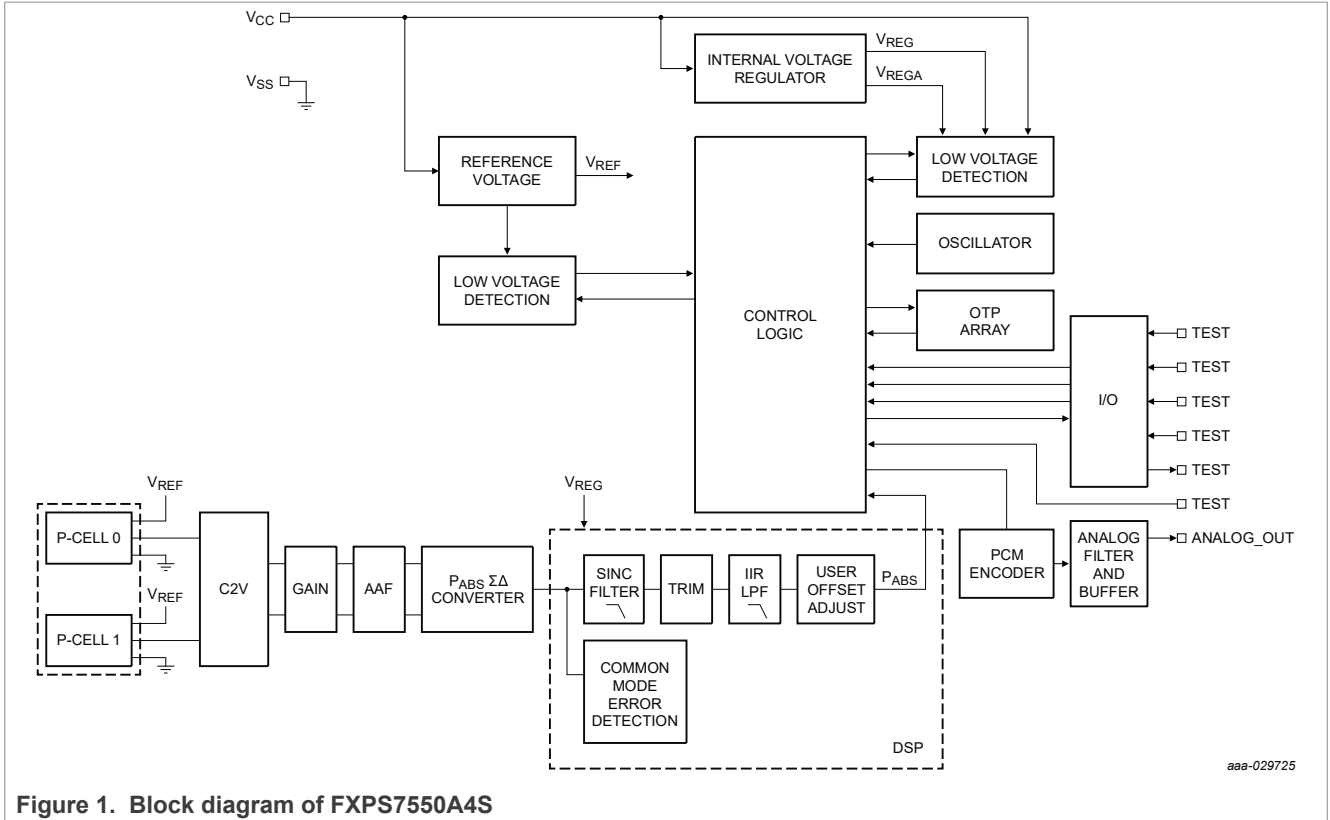 VCC
VSS
INTERNAL VOLTAGE
REGULATOR
VREG
VREGA
REFERENCE
VOLTAGE
VREF
LOW VOLTAGE
DETECTION
LOW VOLTAGE
DETECTION
OSCILLATOR
OTP
ARRAY
CONTROL
LOGIC
I/O
TEST
TEST
TEST
TEST
TEST
TEST
VREF
P-CELL 0
VREF
P-CELL 1
C2V
GAIN
AAF
PABS ΣΔ
CONVERTER
VREG
SINC
FILTER
TRIM
IIR
LPF
USER
OFFSET
ADJUST
PABS
COMMON
MODE
ERROR
DETECTION
DSP
PCM
ENCODER
ANALOG
FILTER
AND
BUFFER
ANALOG_OUT
aaa-029725
Figure 1. Block diagram of FXPS7550A4S